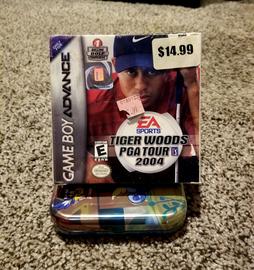 $14.99
GAME BOY ADVANCE
EA
SPORTS
TIGER WOODS
PGA TOUR
2004
E